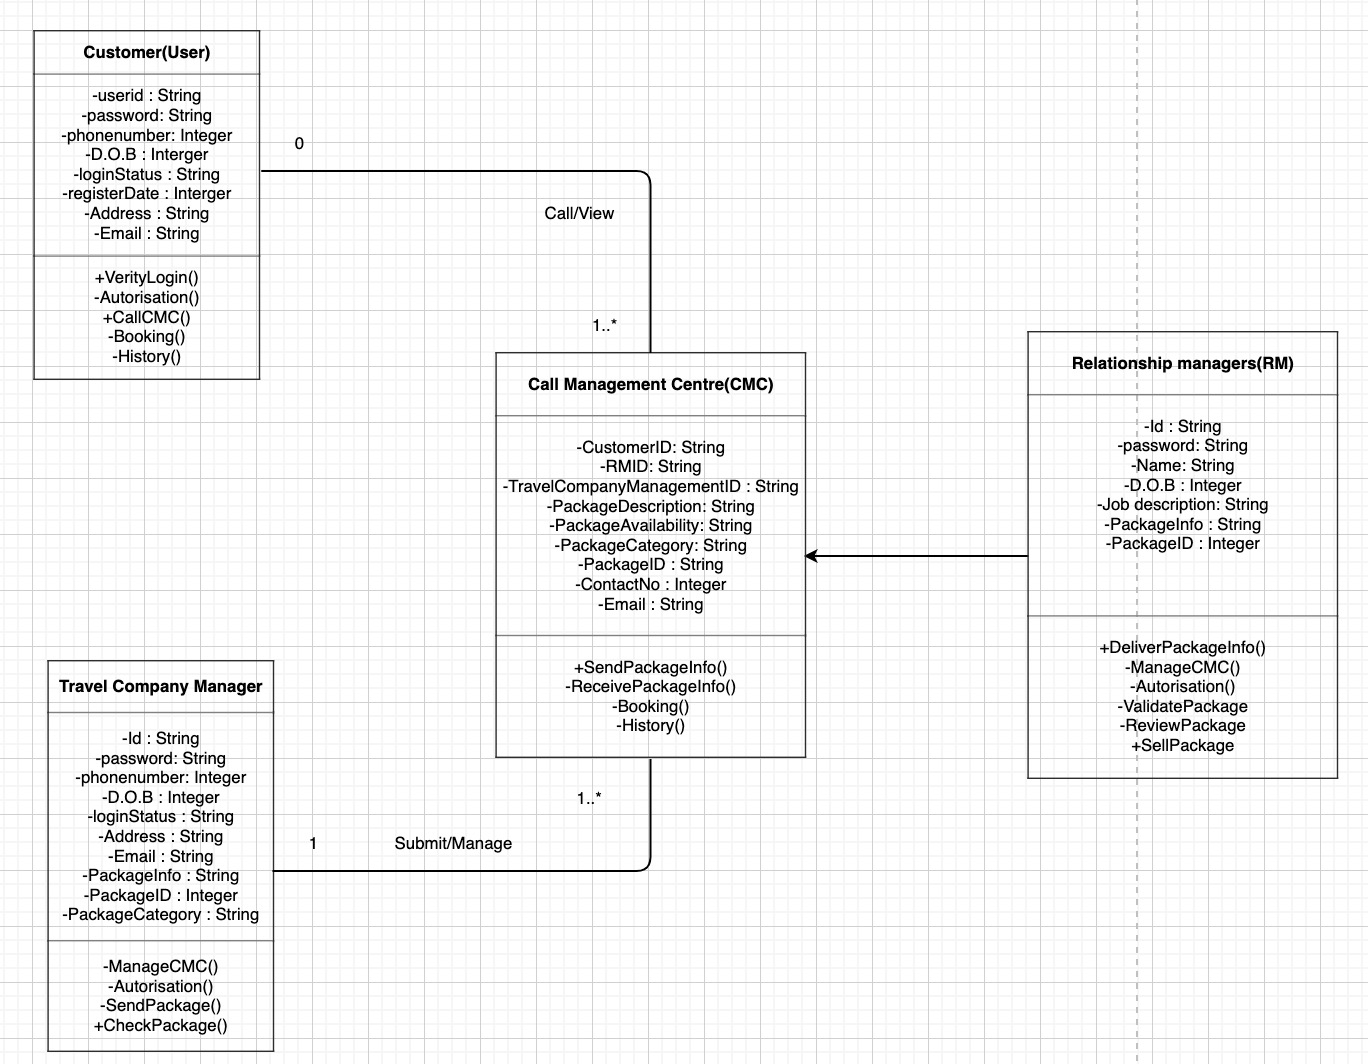 Customer(User)
-userid : String
-password: String
-phonenumber: Integer
-D.O.B : Interger
-loginStatus : String
-registerDate : Interger
-Address : String
-Email : String
+VerityLogin()
-Autorisation()
+CallCMC()
-Booking()
-History()
0
Call/View
1..*
Call Management Centre(CMC)
-CustomerID: String
-RMID: String
-TravelCompanyManagementID : String
-PackageDescription: String
-PackageAvailability: String
-PackageCategory: String
-PackageID : String
-ContactNo : Integer
-Email : String
+SendPackageInfo()
-ReceivePackageInfo()
-Booking()
-History()
Relationship managers(RM)
-Id : String
-password: String
-Name: String
-D.O.B : Integer
-Job description: String
-PackageInfo : String
-PackageID : Integer
+DeliverPackageInfo()
-ManageCMC()
-Autorisation()
-ValidatePackage
-ReviewPackage
+SellPackage
Travel Company Manager
-Id : String
-password: String
-phonenumber: Integer
-D.O.B : Integer
-loginStatus : String
-Address : String
-Email : String
-PackageInfo : String
-PackageID : Integer
-PackageCategory : String
-ManageCMC()
-Autorisation()
-SendPackage()
+CheckPackage()
1..*
1
Submit/Manage